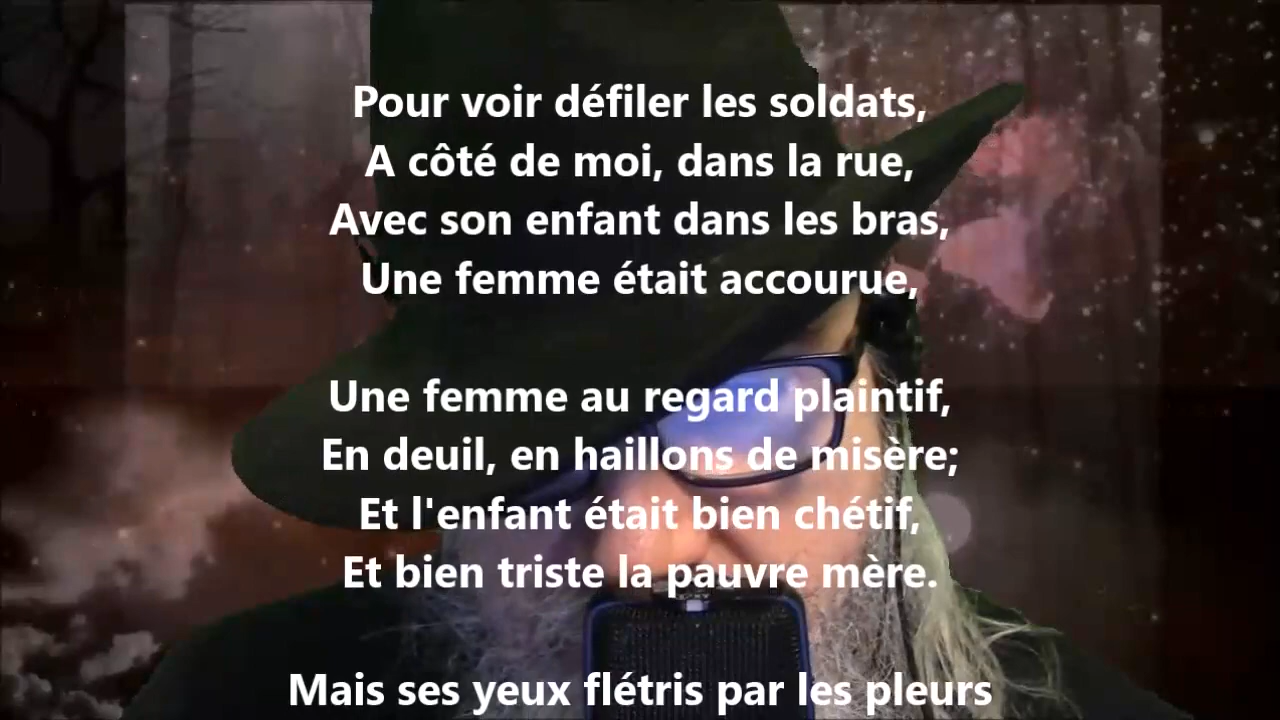 Pour voir défiler les soldats,
A côté de moi, dans la rue,
Avec son enfant dans les bras,
Une femme était accourue,
Une femme au regard plaintif,
En deuil, en haillons de misère;
Et l'enfant était bien chétif,
Et bien triste la pauvre mère.
Mais ses yeux flétris par les pleurs